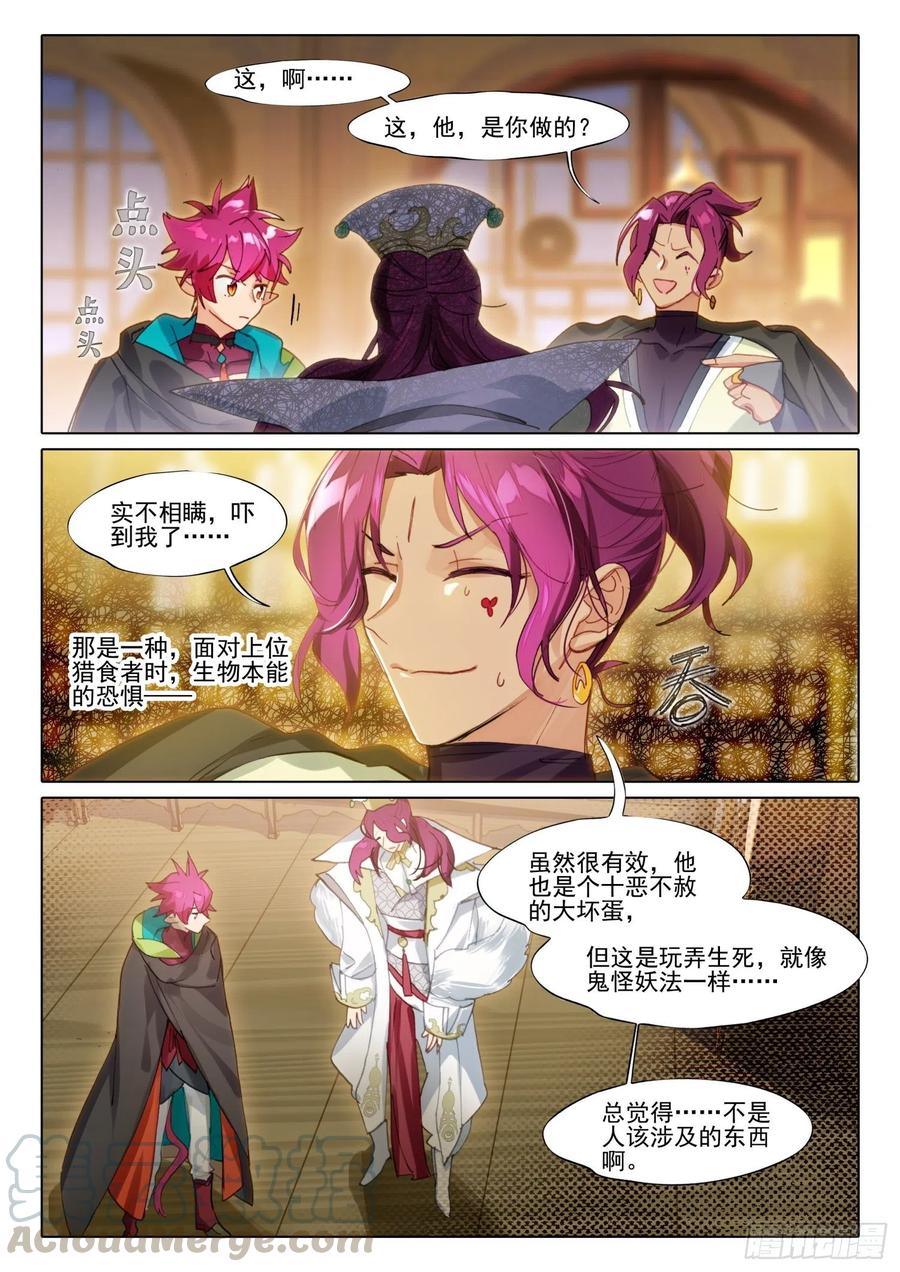 这，啊……
这，他，是你做的？
点头
点头
实不相瞒，吓
到我了……
那是一种，面对上位
猎食者时，生物本能
的恐惧——
吞
虽然很有效，他
也是个十恶不赦
的大坏蛋，
但这是玩弄生死，就像
鬼怪妖法一样……
总觉得……不是
人该涉及的东西
啊。
AcloudMerge.com
腾讯动漫